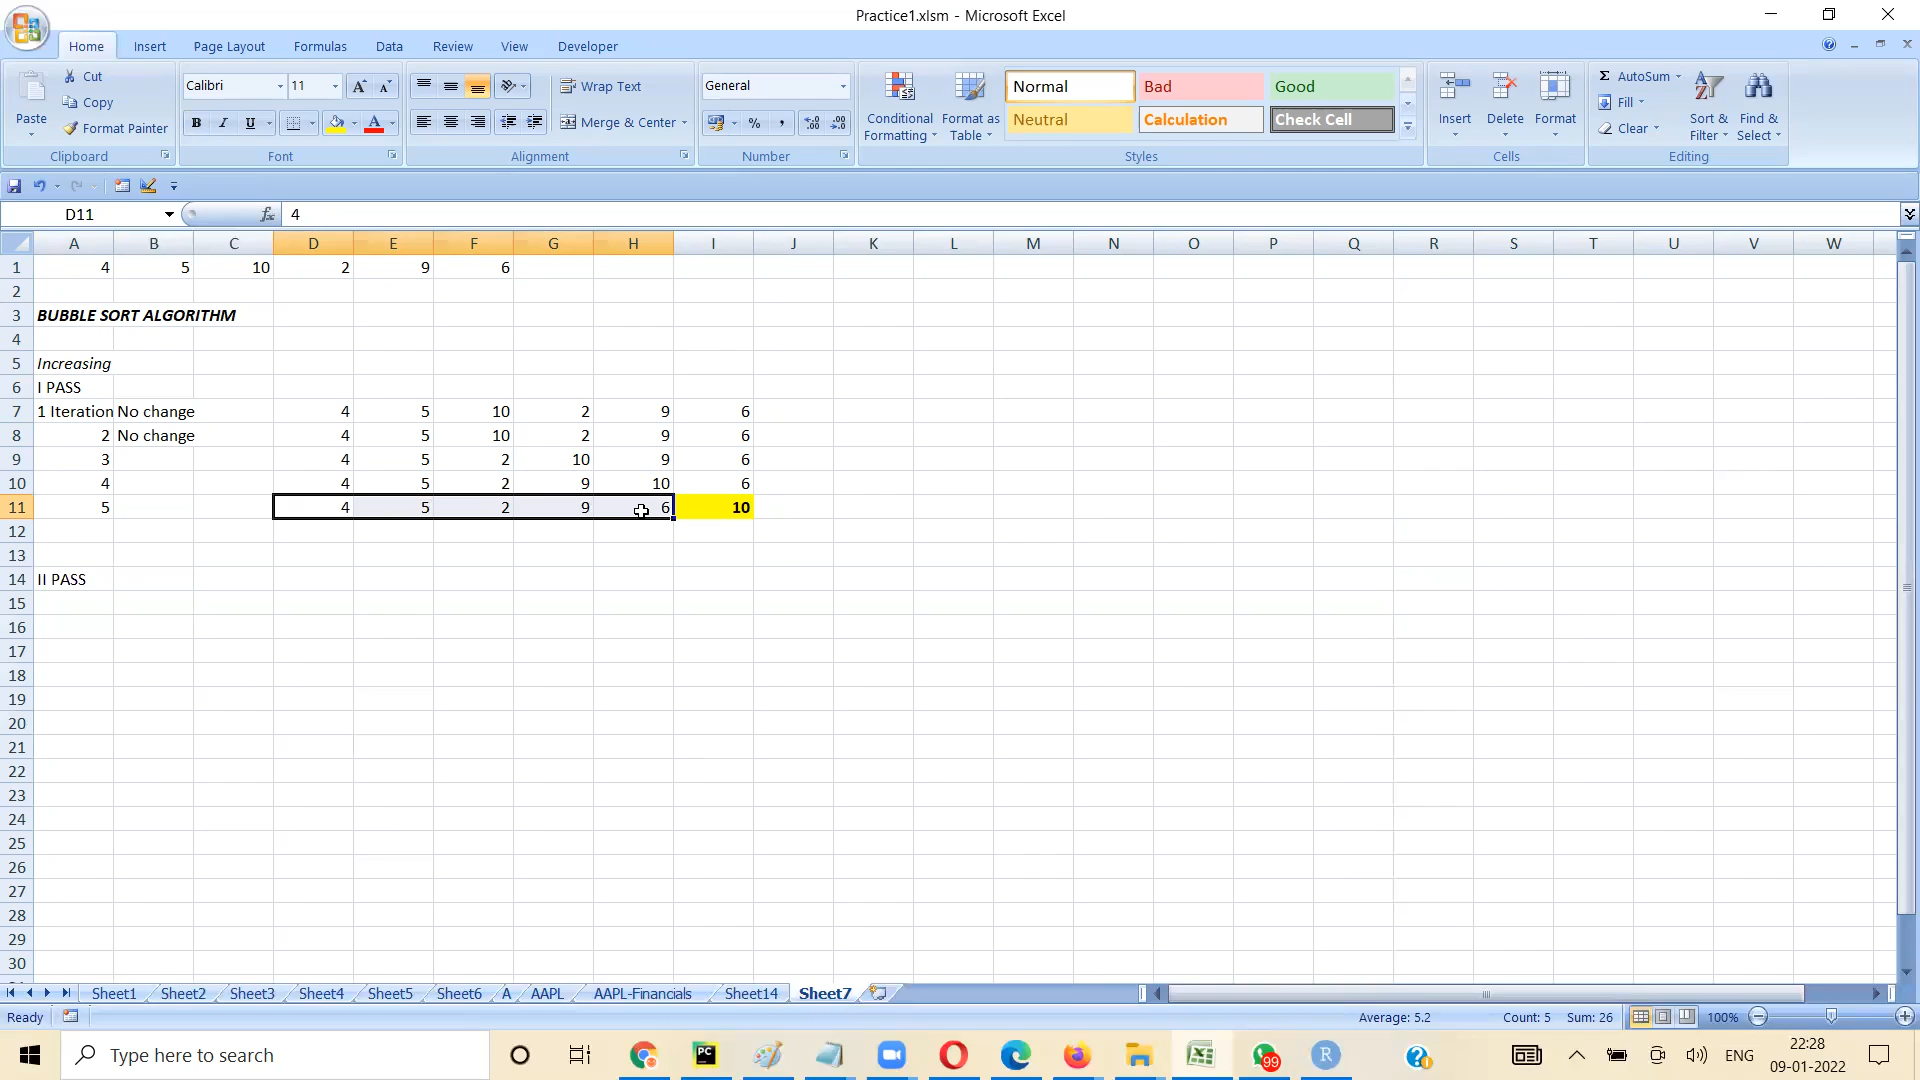 Practice1.xlsm - Microsoft Excel
Home Insert Page Layout Formulas Data Review View Developer
Paste
Cut
Copy
Format Painter
Clipboard
Calibri 11
B I U
Font
Wrap Text
Merge & Center
Alignment
General
Number
Conditional Formatting
Format as Table
Normal Bad Good
Neutral Calculation Check Cell
Styles
Insert Delete Format
Cells
Σ AutoSum
Fill
Clear
Sort & Filter
Find & Select
Editing
D11 fx 4
A B C D E F G H I J K L M N O P Q R S T U V W
1 4 5 10 2 9 6
2
3 BUBBLE SORT ALGORITHM
4
5 Increasing
6 I PASS
7 1 Iteration No change 4 5 10 2 9 6
8 2 No change 4 5 10 2 9 6
9 3 4 5 2 10 9 6
10 4 4 5 2 9 10 6
11 5 4 5 2 9 6 10
12
13
14 II PASS
15
16
17
18
19
20
21
22
23
24
25
26
27
28
29
30
Sheet1 Sheet2 Sheet3 Sheet4 Sheet5 Sheet6 A AAPL AAPL-Financials Sheet14 Sheet7
Ready Average: 5.2 Count: 5 Sum: 26 100%
Type here to search PC 99 R ENG 22:28
09-01-2022